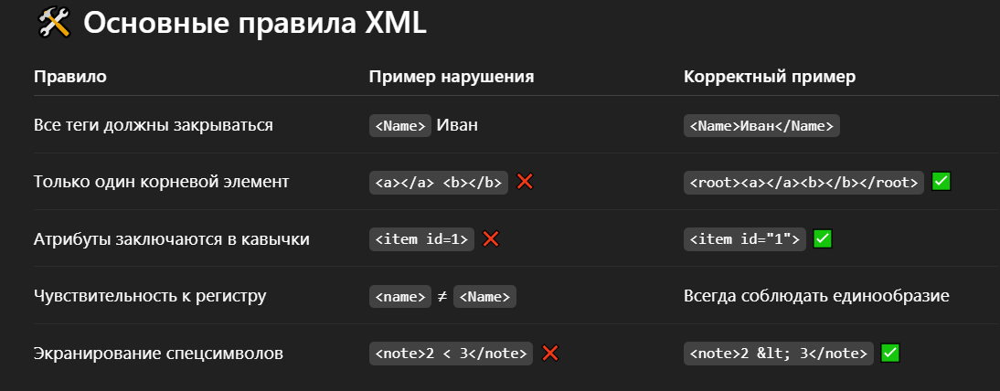 🛠️ Основные правила XML
Правило Пример нарушения Корректный пример
Все теги должны закрываться <Name> Иван <Name>Иван</Name>
Только один корневой элемент <a></a> <b></b> ❌ <root><a></a><b></b></root> ✅
Атрибуты заключаются в кавычки <item id=1> ❌ <item id="1"> ✅
Чувствительность к регистру <name> ≠ <Name> Всегда соблюдать единообразие
Экранирование спецсимволов <note>2 < 3</note> ❌ <note>2 &lt; 3</note> ✅